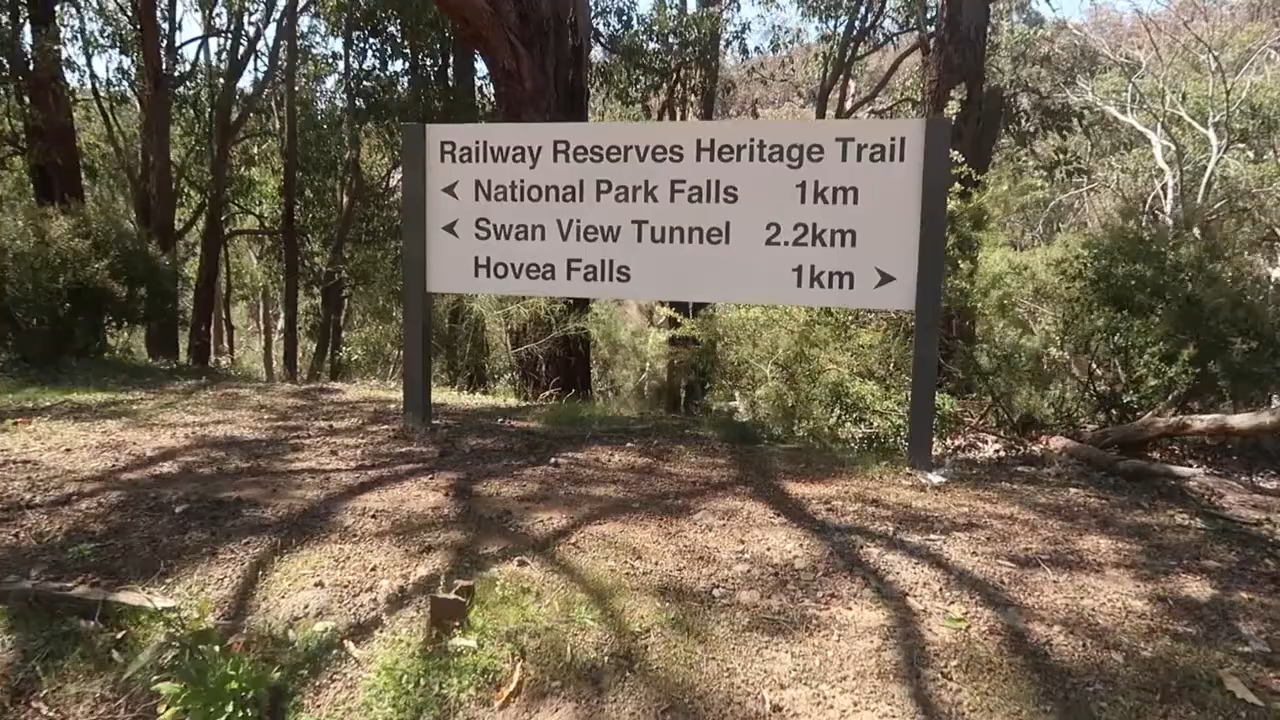 Railway Reserves Heritage Trail
National Park Falls 1km
Swan View Tunnel 2.2km
Hovea Falls 1km